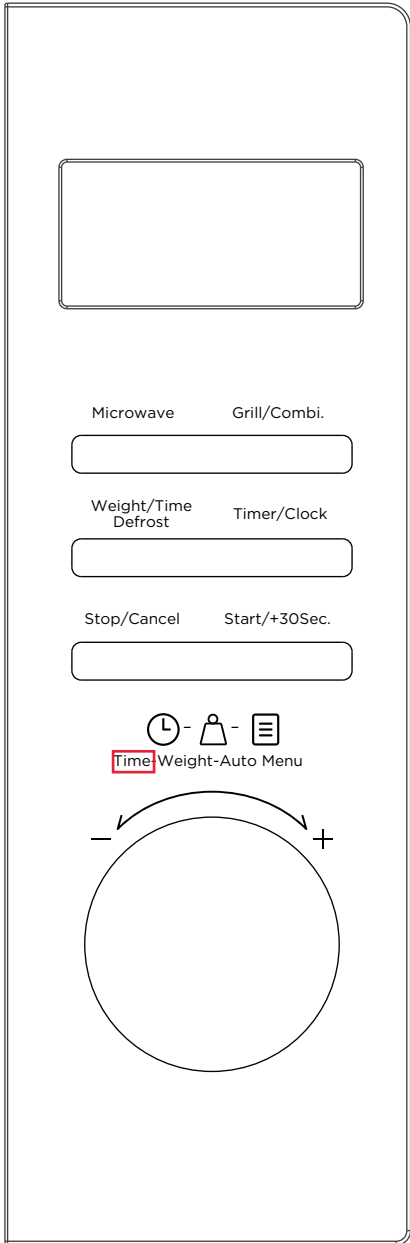 Microwave Grill/Combi.
Weight/Time
Defrost
Timer/Clock
Stop/Cancel Start/+30Sec.
Time-Weight-Auto Menu